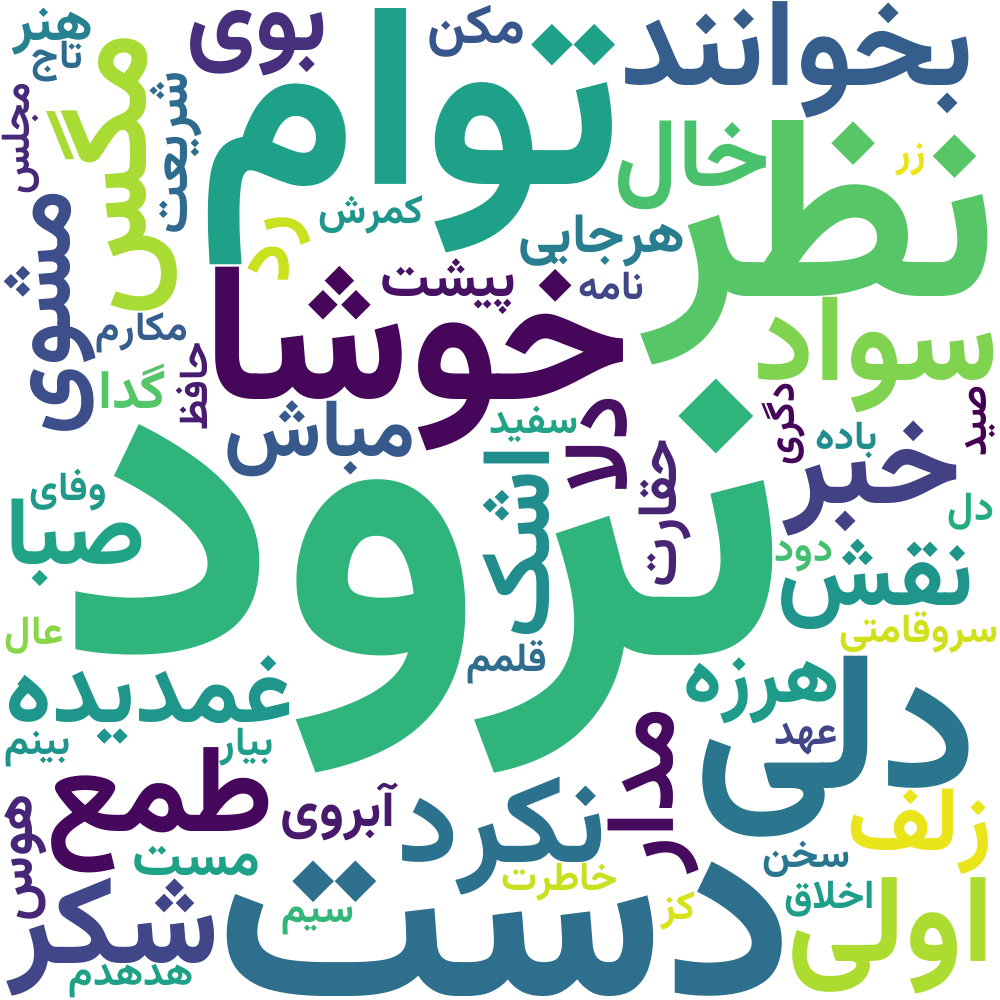 هنر
تاج
بوی
مکن
توام
بخوانند
مجلس
مگس
شریعت
خال
زر
نظر
کمرش
رد
هرجایی
مشوی
پیشت
نامه
خوشا
سواد
مکارم
گدا
حافظ
مباش
سفید
دلا
دگری
صید
باده
خبر
نرود
اشک
حقارت
وفای
صبا
دل
دود
نقش
عال
سروقامتی
قلمم
غمدیده
هرزه
دلی
بینم
بیار
مدار
عهد
طمع
آبروی
نکرد
زلف
هوس
مست
سخن
خاطرت
شکر
دست
سیم
کز
اخلاق
اولی
هدهدم